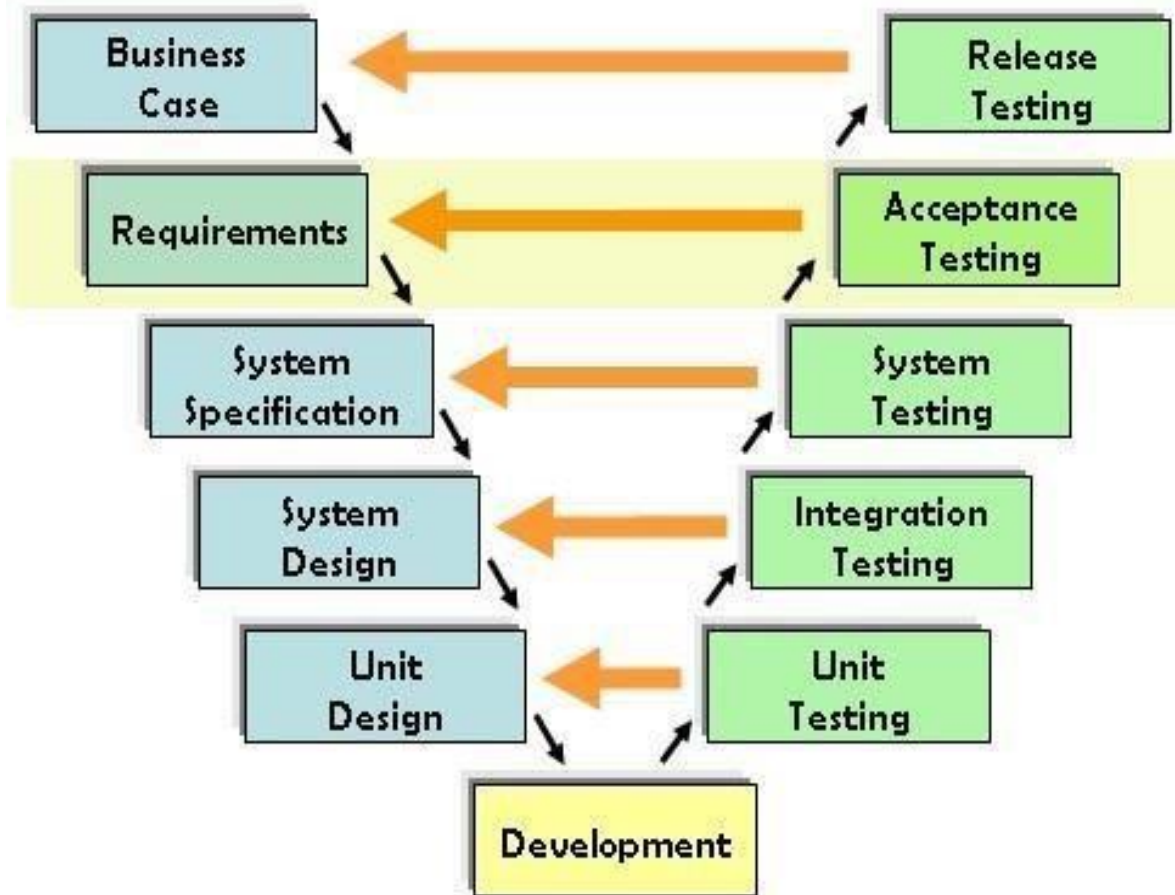 Business
Case
Release
Testing
Requirements
Acceptance
Testing
System
Specification
System
Testing
System
Design
Integration
Testing
Unit
Design
Unit
Testing
Development